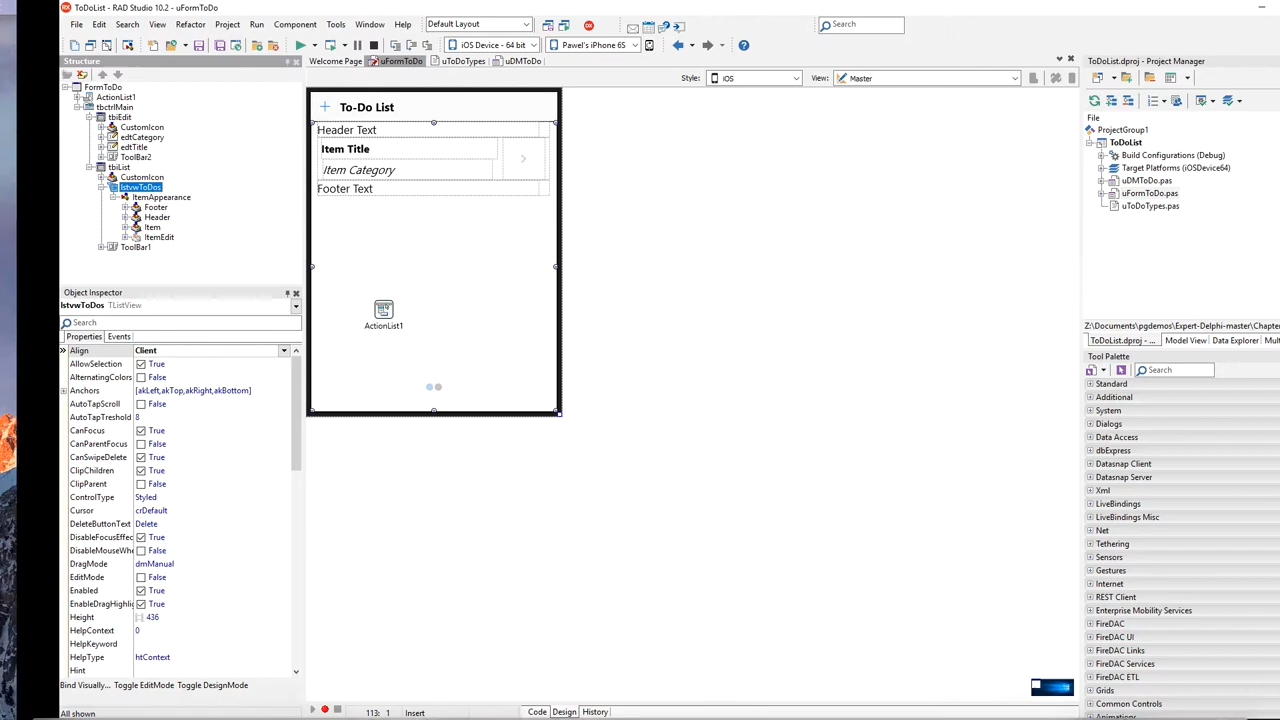 ToDoList - RAD Studio 10.2 - uFormToDo
File Edit Search View Refactor Project Run Component Tools Window Help Default Layout Search
iOS Device - 64 bit Pawel's iPhone 6S
Structure
FormToDo
ActionList1
tbctrlMain
tbiEdit
CustomIcon
edtCategory
edtTitle
ToolBar2
tbiList
CustomIcon
lstvwToDos
ItemAppearance
Footer
Header
Item
ItemEdit
ToolBar1
Object Inspector
lstvwToDos TListView
Search
Properties Events
Align Client
AllowSelection True
AlternatingColors False
Anchors [akLeft,akTop,akRight,akBottom]
AutoTapScroll False
AutoTapTreshold 8
CanFocus True
CanParentFocus False
CanSwipeDelete True
ClipChildren True
ClipParent False
ControlType Styled
Cursor crDefault
DeleteButtonText Delete
DisableFocusEffec True
DisableMouseWhe False
DragMode dmManual
EditMode False
Enabled True
EnableDragHighlig True
Height 436
HelpContext 0
HelpKeyword
HelpType htContext
Hint
Bind Visually... Toggle EditMode Toggle DesignMode
All shown
Welcome Page uFormToDo uToDoTypes uDMToDo
Style: iOS View: Master
To-Do List
Header Text
Item Title
Item Category
Footer Text
ActionList1
113: 1 Insert Code Design History
ToDoList.dproj - Project Manager
File
ProjectGroup1
ToDoList
Build Configurations (Debug)
Target Platforms (iOSDevice64)
uDMToDo.pas
uFormToDo.pas
uToDoTypes.pas
Z:\Documents\pgdemos\Expert-Delphi-master\Chapter
ToDoList.dproj - ... Model View Data Explorer Mult
Tool Palette
Search
Standard
Additional
System
Dialogs
Data Access
dbExpress
Datasnap Client
Datasnap Server
Xml
LiveBindings
LiveBindings Misc
Net
Tethering
Sensors
Gestures
Internet
REST Client
Enterprise Mobility Services
FireDAC
FireDAC UI
FireDAC Links
FireDAC Services
FireDAC ETL
Grids
Common Controls
Animations